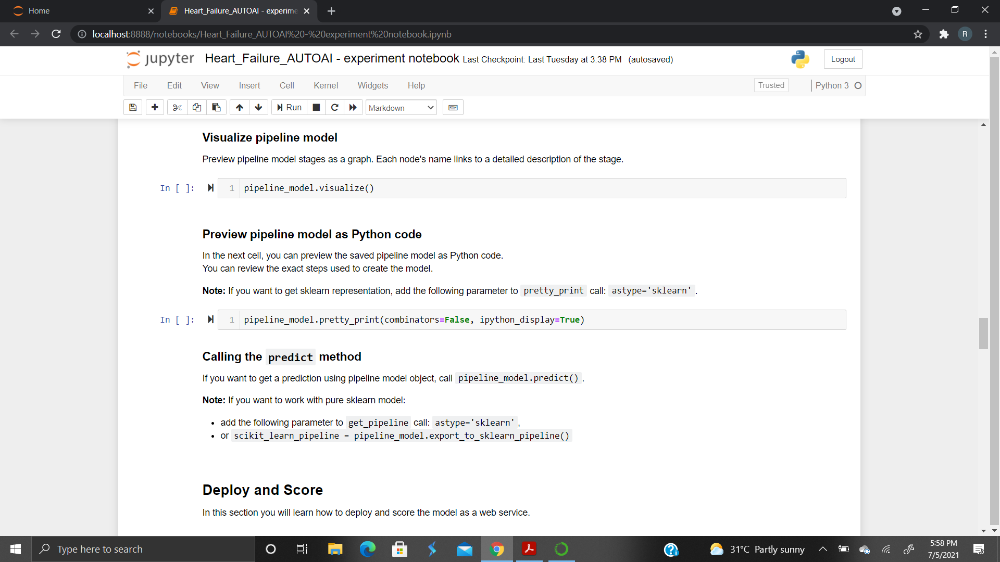 Home
Heart_Failure_AUTOAI - experime
localhost:8888/notebooks/Heart_Failure_AUTOAI%20-%20experiment%20notebook.ipynb
R
jupyter Heart_Failure_AUTOAI - experiment notebook Last Checkpoint: Last Tuesday at 3:38 PM (autosaved)
Logout
File Edit View Insert Cell Kernel Widgets Help
Trusted
Python 3
Run
Markdown
Visualize pipeline model
Preview pipeline model stages as a graph. Each node's name links to a detailed description of the stage.
In [ ]: 1 pipeline_model.visualize()
Preview pipeline model as Python code
In the next cell, you can preview the saved pipeline model as Python code.
You can review the exact steps used to create the model.
Note: If you want to get sklearn representation, add the following parameter to pretty_print call: astype='sklearn'.
In [ ]: 1 pipeline_model.pretty_print(combinators=False, ipython_display=True)
Calling the predict method
If you want to get a prediction using pipeline model object, call pipeline_model.predict().
Note: If you want to work with pure sklearn model:
• add the following parameter to get_pipeline call: astype='sklearn',
• or scikit_learn_pipeline = pipeline_model.export_to_sklearn_pipeline()
Deploy and Score
In this section you will learn how to deploy and score the model as a web service.
Type here to search
31°C Partly sunny
5:58 PM
7/5/2021